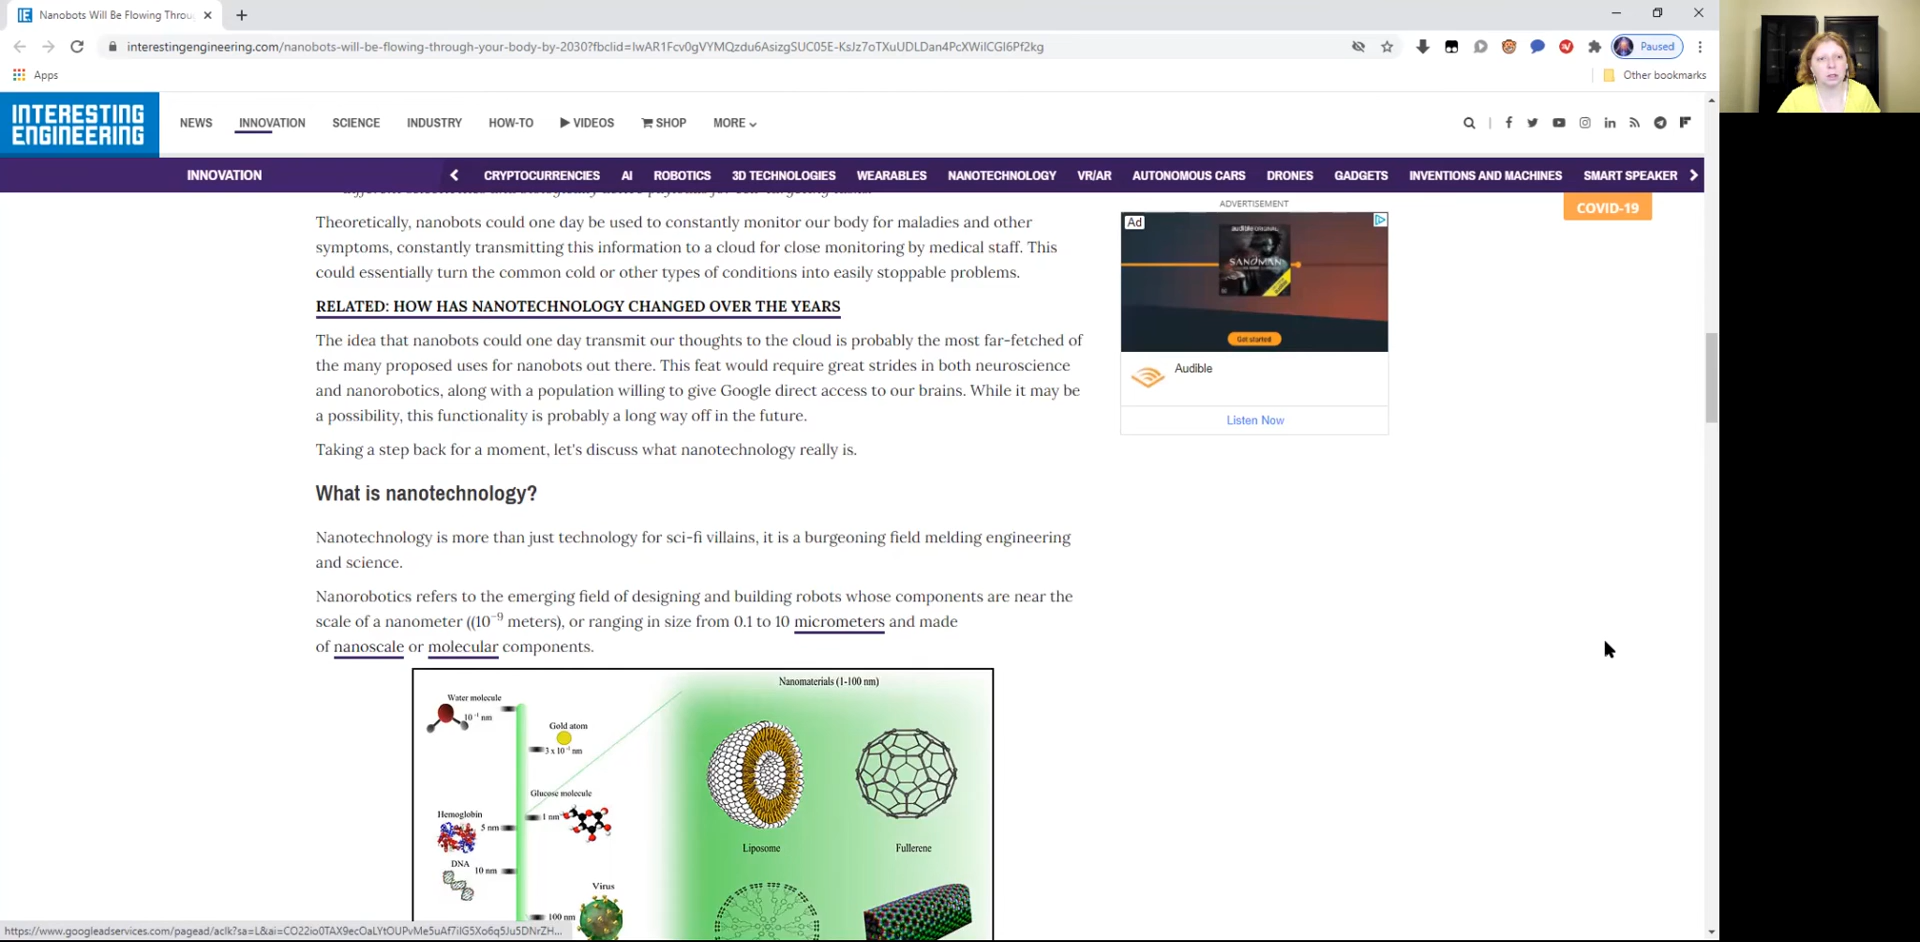 Nanobots Will Be Flowing Throu
interestingengineering.com/nanobots-will-be-flowing-through-your-body-by-2030?fbclid=IwAR1Fcv0gVYMQzdu6AsizgSUC05E-KsJz7oTXuUDLDan4PcXWilCGI6Pf2kg
Paused
Apps
Other bookmarks
INTERESTING
ENGINEERING
NEWS INNOVATION SCIENCE INDUSTRY HOW-TO VIDEOS SHOP MORE
INNOVATION CRYPTOCURRENCIES AI ROBOTICS 3D TECHNOLOGIES WEARABLES NANOTECHNOLOGY VR/AR AUTONOMOUS CARS DRONES GADGETS INVENTIONS AND MACHINES SMART SPEAKER
COVID-19
Theoretically, nanobots could one day be used to constantly monitor our body for maladies and other
symptoms, constantly transmitting this information to a cloud for close monitoring by medical staff. This
could essentially turn the common cold or other types of conditions into easily stoppable problems.
RELATED: HOW HAS NANOTECHNOLOGY CHANGED OVER THE YEARS
The idea that nanobots could one day transmit our thoughts to the cloud is probably the most far-fetched of
the many proposed uses for nanobots out there. This feat would require great strides in both neuroscience
and nanorobotics, along with a population willing to give Google direct access to our brains. While it may be
a possibility, this functionality is probably a long way off in the future.
Taking a step back for a moment, let's discuss what nanotechnology really is.
What is nanotechnology?
Nanotechnology is more than just technology for sci-fi villains, it is a burgeoning field melding engineering
and science.
Nanorobotics refers to the emerging field of designing and building robots whose components are near the
scale of a nanometer ((10⁻⁹ meters), or ranging in size from 0.1 to 10 micrometers and made
of nanoscale or molecular components.
ADVERTISEMENT
Ad
audible ORIGINAL
SANDMAN
Get started
Audible
Listen Now
Nanomaterials (1-100 nm)
Water molecule
10⁻¹ nm
Gold atom
3 x 10⁻¹ nm
Glucose molecule
1 nm
Hemoglobin
5 nm
DNA
10 nm
Virus
100 nm
Liposome
Fullerene